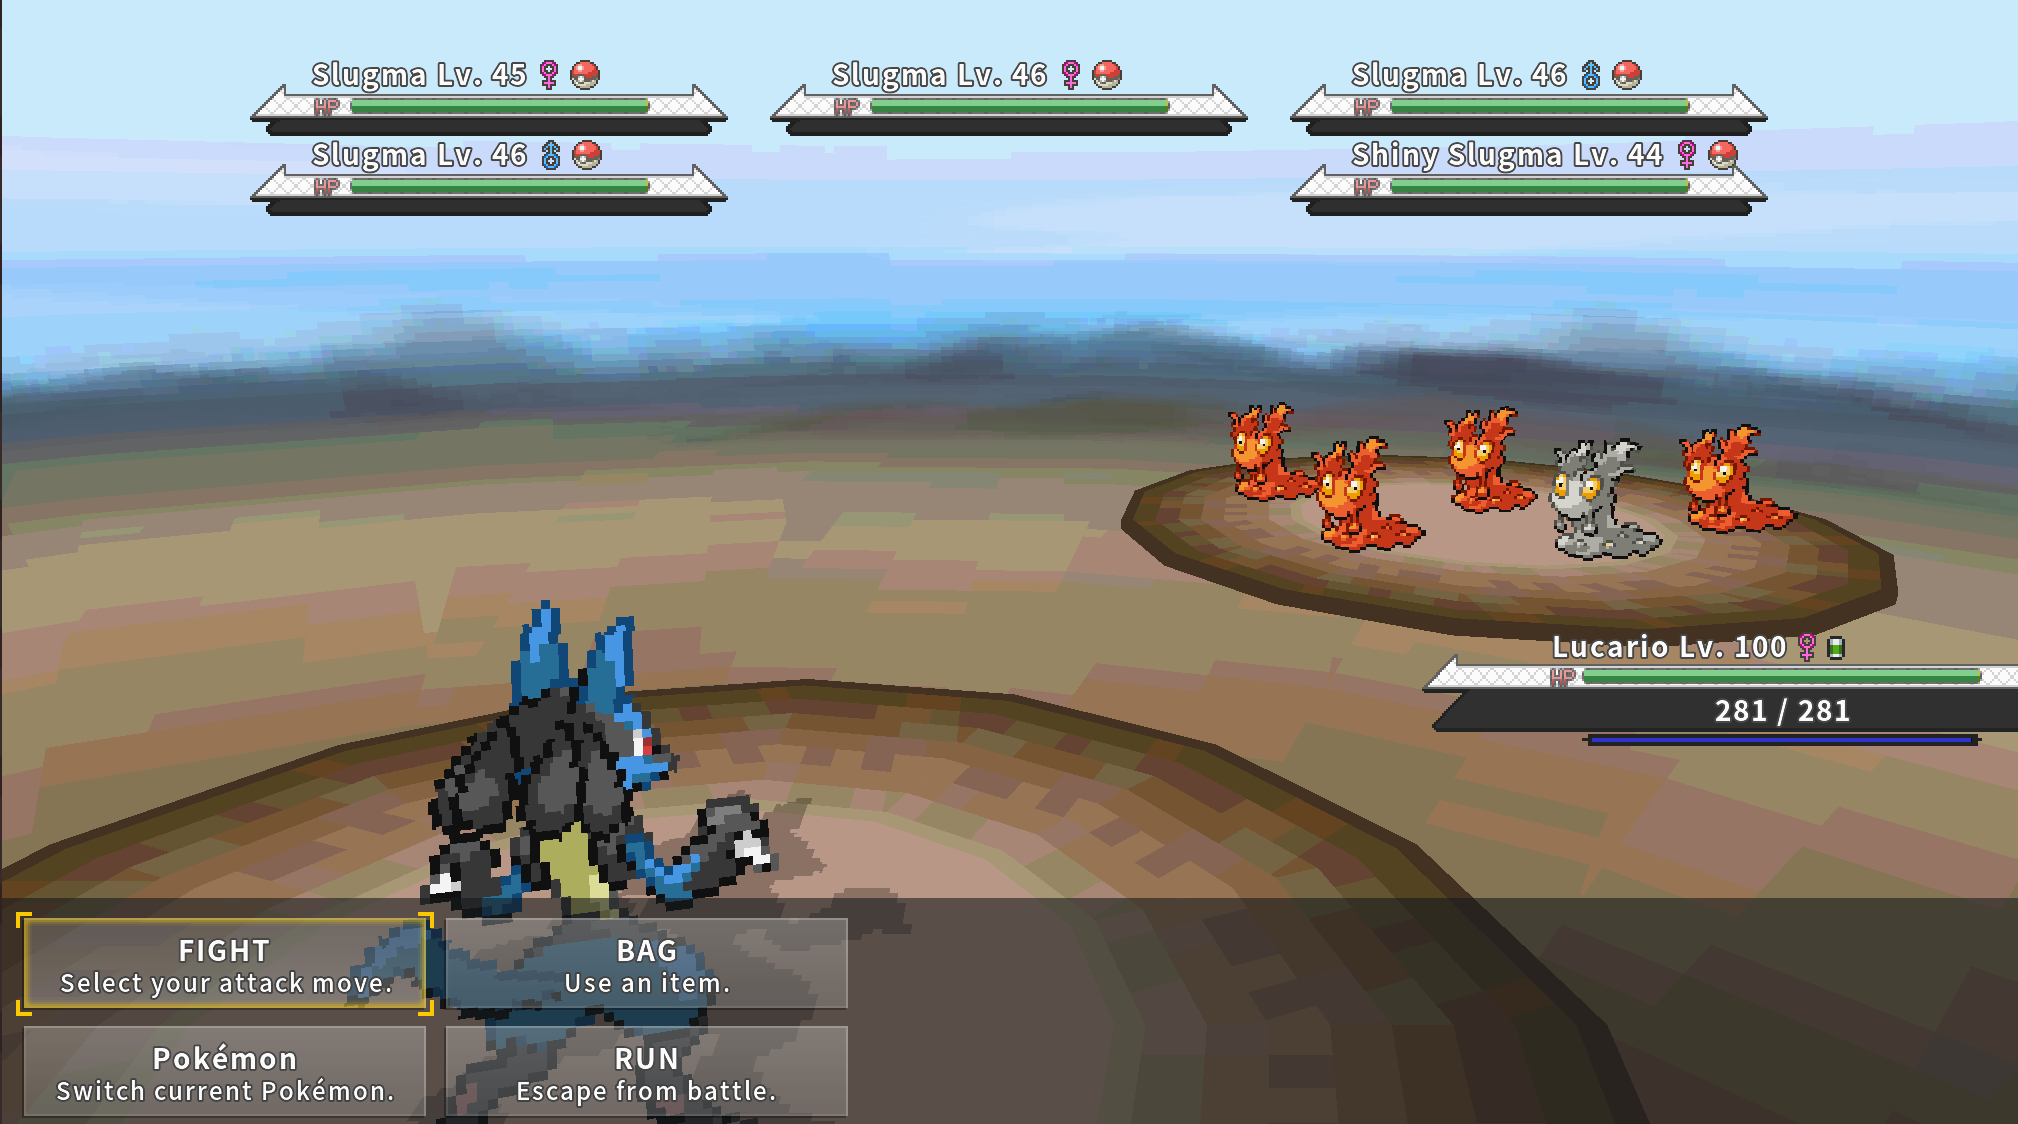 Slugma Lv. 45
Slugma Lv. 46
Slugma Lv. 46
HP
HP
HP
Slugma Lv. 46
Shiny Slugma Lv. 44
HP
HP
Lucario Lv. 100
HP
281 / 281
FIGHT
Select your attack move.
BAG
Use an item.
Pokémon
Switch current Pokémon.
RUN
Escape from battle.